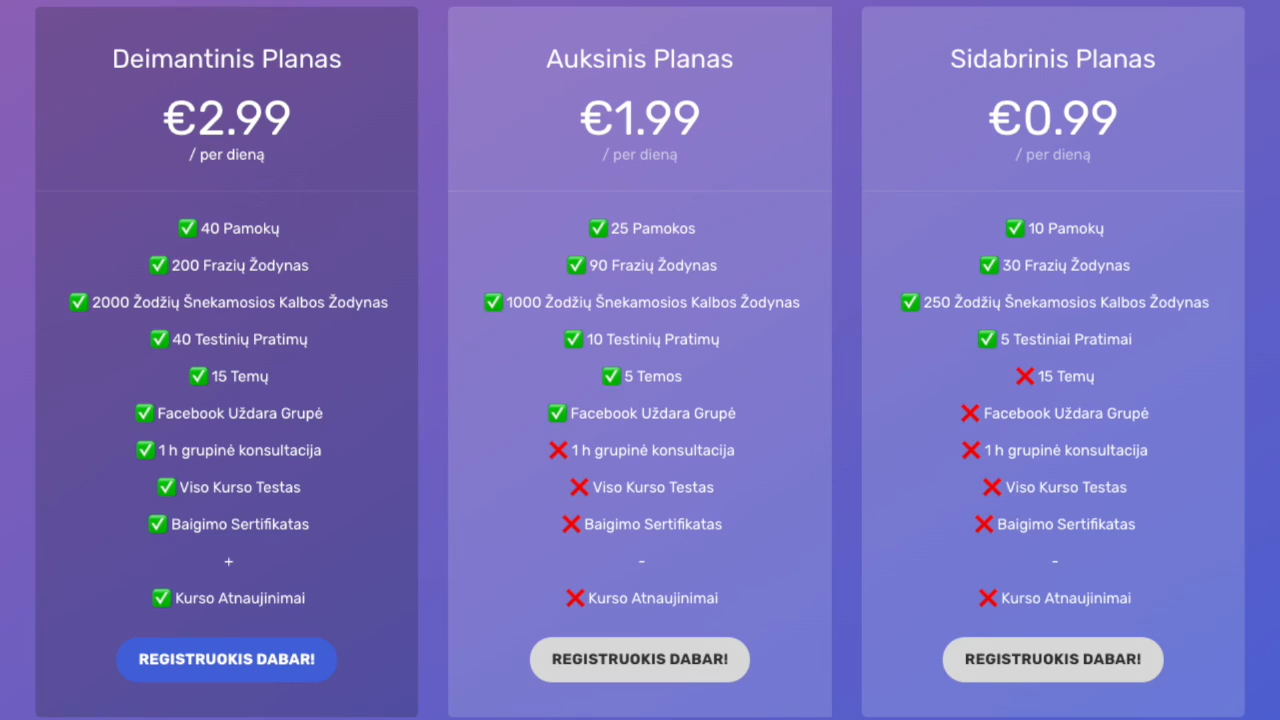 Deimantinis Planas
€2.99
/ per dieną
✅ 40 Pamokų
✅ 200 Frazių Žodynas
✅ 2000 Žodžių Šnekamosios Kalbos Žodynas
✅ 40 Testinių Pratimų
✅ 15 Temų
✅ Facebook Uždara Grupė
✅ 1 h grupinė konsultacija
✅ Viso Kurso Testas
✅ Baigimo Sertifikatas
+
✅ Kurso Atnaujinimai
REGISTRUOKIS DABAR!
Auksinis Planas
€1.99
/ per dieną
✅ 25 Pamokos
✅ 90 Frazių Žodynas
✅ 1000 Žodžių Šnekamosios Kalbos Žodynas
✅ 10 Testinių Pratimų
✅ 5 Temos
✅ Facebook Uždara Grupė
❌ 1 h grupinė konsultacija
❌ Viso Kurso Testas
❌ Baigimo Sertifikatas
-
❌ Kurso Atnaujinimai
REGISTRUOKIS DABAR!
Sidabrinis Planas
€0.99
/ per dieną
✅ 10 Pamokų
✅ 30 Frazių Žodynas
✅ 250 Žodžių Šnekamosios Kalbos Žodynas
✅ 5 Testiniai Pratimai
❌ 15 Temų
❌ Facebook Uždara Grupė
❌ 1 h grupinė konsultacija
❌ Viso Kurso Testas
❌ Baigimo Sertifikatas
-
❌ Kurso Atnaujinimai
REGISTRUOKIS DABAR!